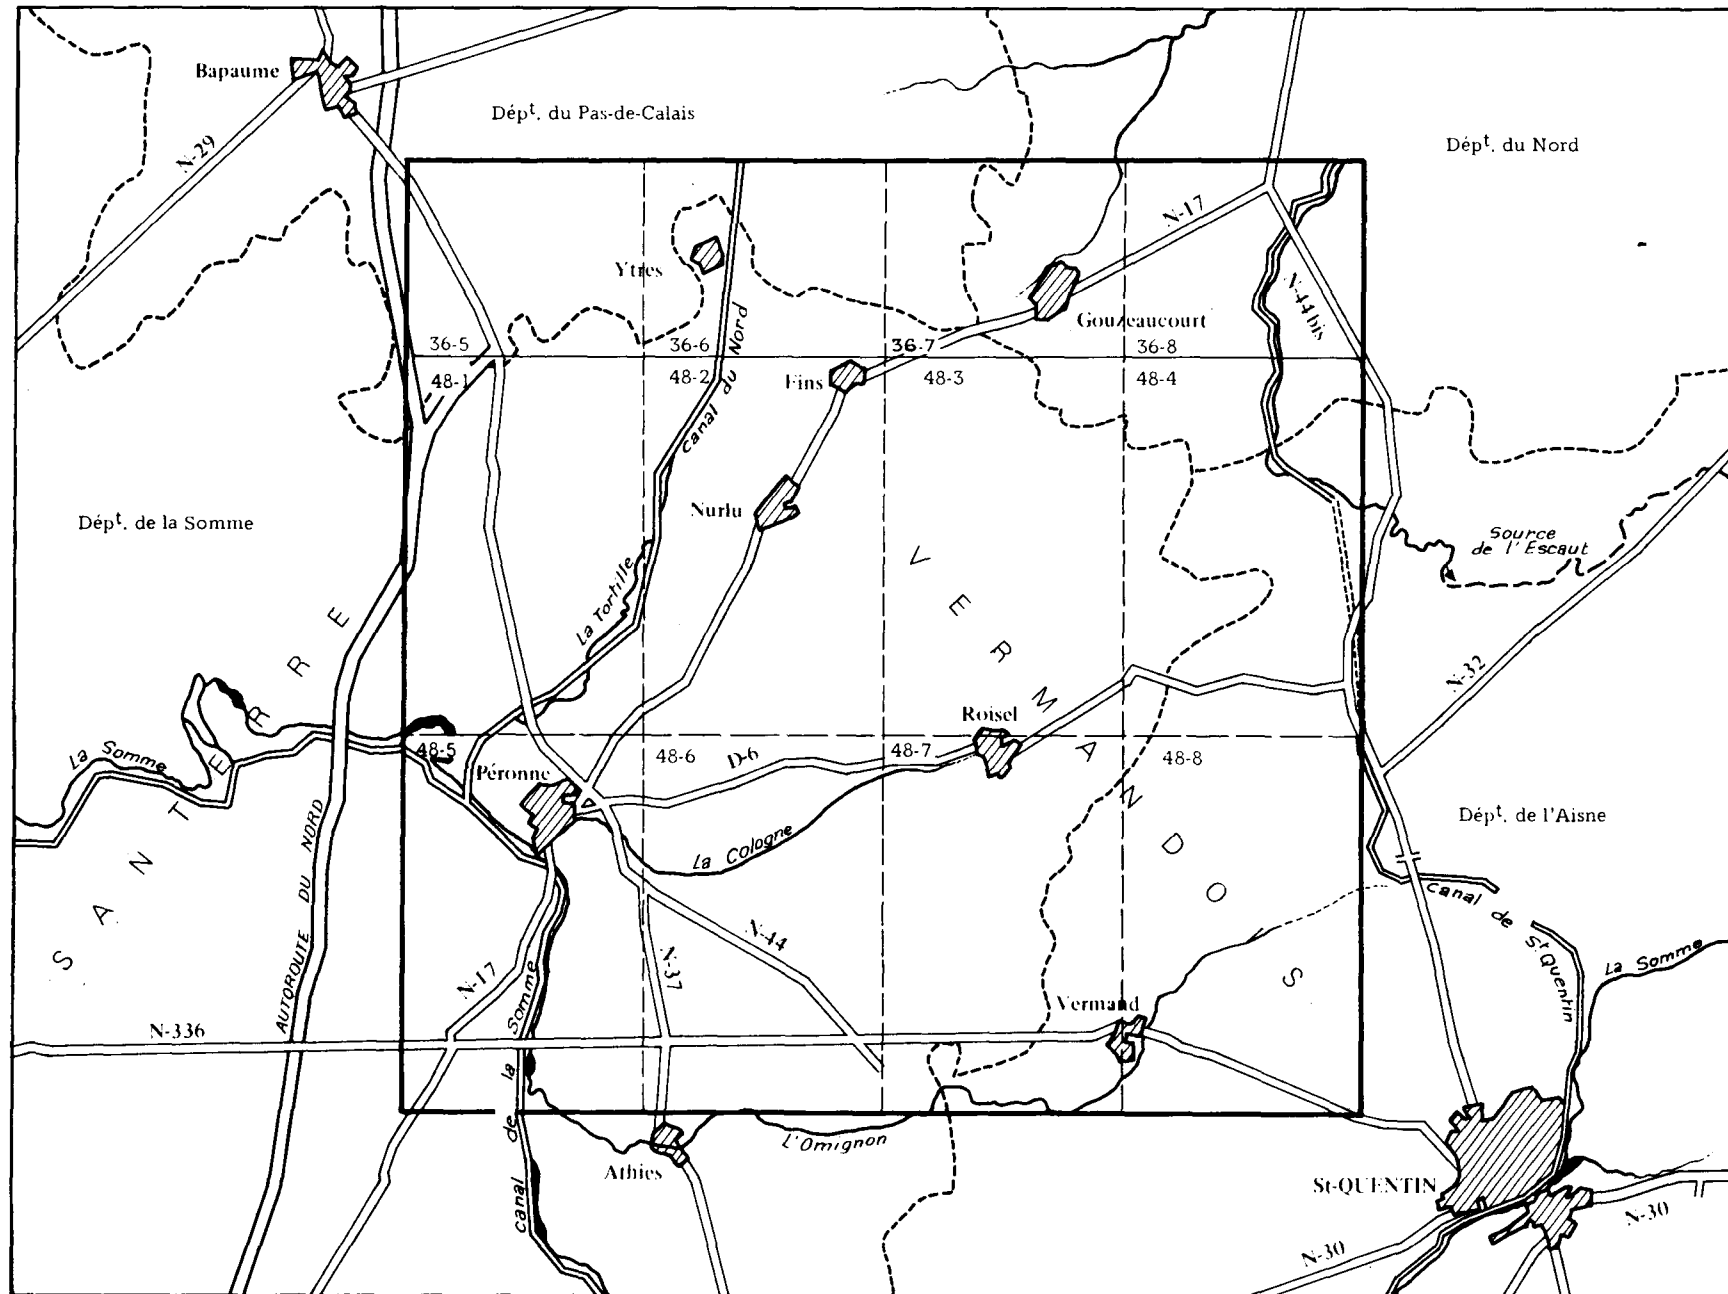 Bapaume
Dépt. du Pas-de-Calais
Dépt. du Nord
N-29
N-17
Ytres
N-44bis
Gouzeaucourt
canal du Nord
36-5
36-6
36-7
36-8
48-1
48-2
48-3
48-4
Fins
Nurlu
Dépt. de la Somme
Source
de l'Escaut
La Tortille
VERMANDOIS
SANTERRE
N-32
Roisel
La Somme
48-5
48-6
48-7
48-8
D-6
Péronne
Dépt. de l'Aisne
AUTOROUTE DU NORD
La Cologne
canal de St Quentin
N-44
N-37
La Somme
N-17
Vermand
N-336
canal de la Somme
L'Omignon
Athies
St-QUENTIN
N-30
N-30